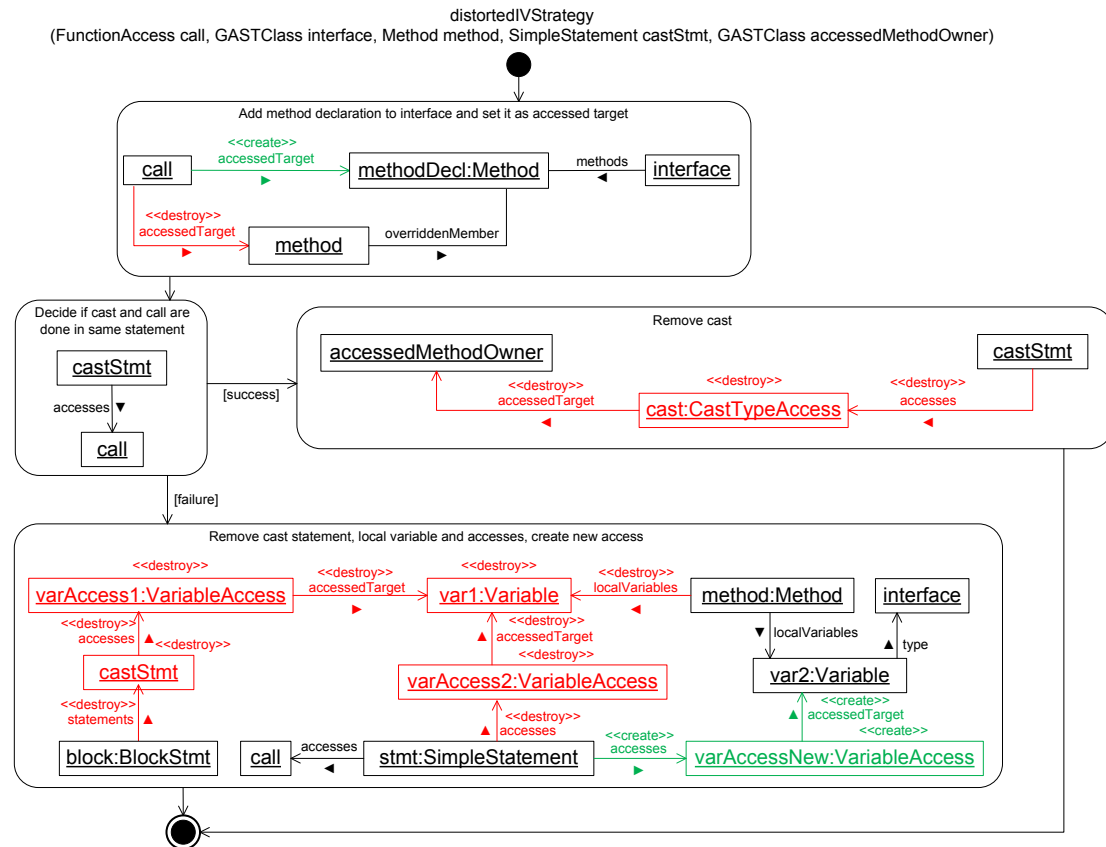 distortedIVStrategy
(FunctionAccess call, GASTClass interface, Method method, SimpleStatement castStmt, GASTClass accessedMethodOwner)
Add method declaration to interface and set it as accessed target
call
<<create>>
accessedTarget
methodDecl:Method
methods
interface
<<destroy>>
accessedTarget
method
overriddenMember
Decide if cast and call are
done in same statement
castStmt
accesses
call
[success]
[failure]
Remove cast
accessedMethodOwner
<<destroy>>
accessedTarget
<<destroy>>
cast:CastTypeAccess
<<destroy>>
accesses
castStmt
Remove cast statement, local variable and accesses, create new access
<<destroy>>
varAccess1:VariableAccess
<<destroy>>
accessedTarget
<<destroy>>
var1:Variable
<<destroy>>
localVariables
method:Method
interface
<<destroy>>
accesses
<<destroy>>
castStmt
<<destroy>>
accessedTarget
<<destroy>>
varAccess2:VariableAccess
localVariables
type
var2:Variable
<<destroy>>
statements
<<destroy>>
accesses
<<create>>
accessedTarget
block:BlockStmt
call
accesses
stmt:SimpleStatement
<<create>>
accesses
<<create>>
varAccessNew:VariableAccess